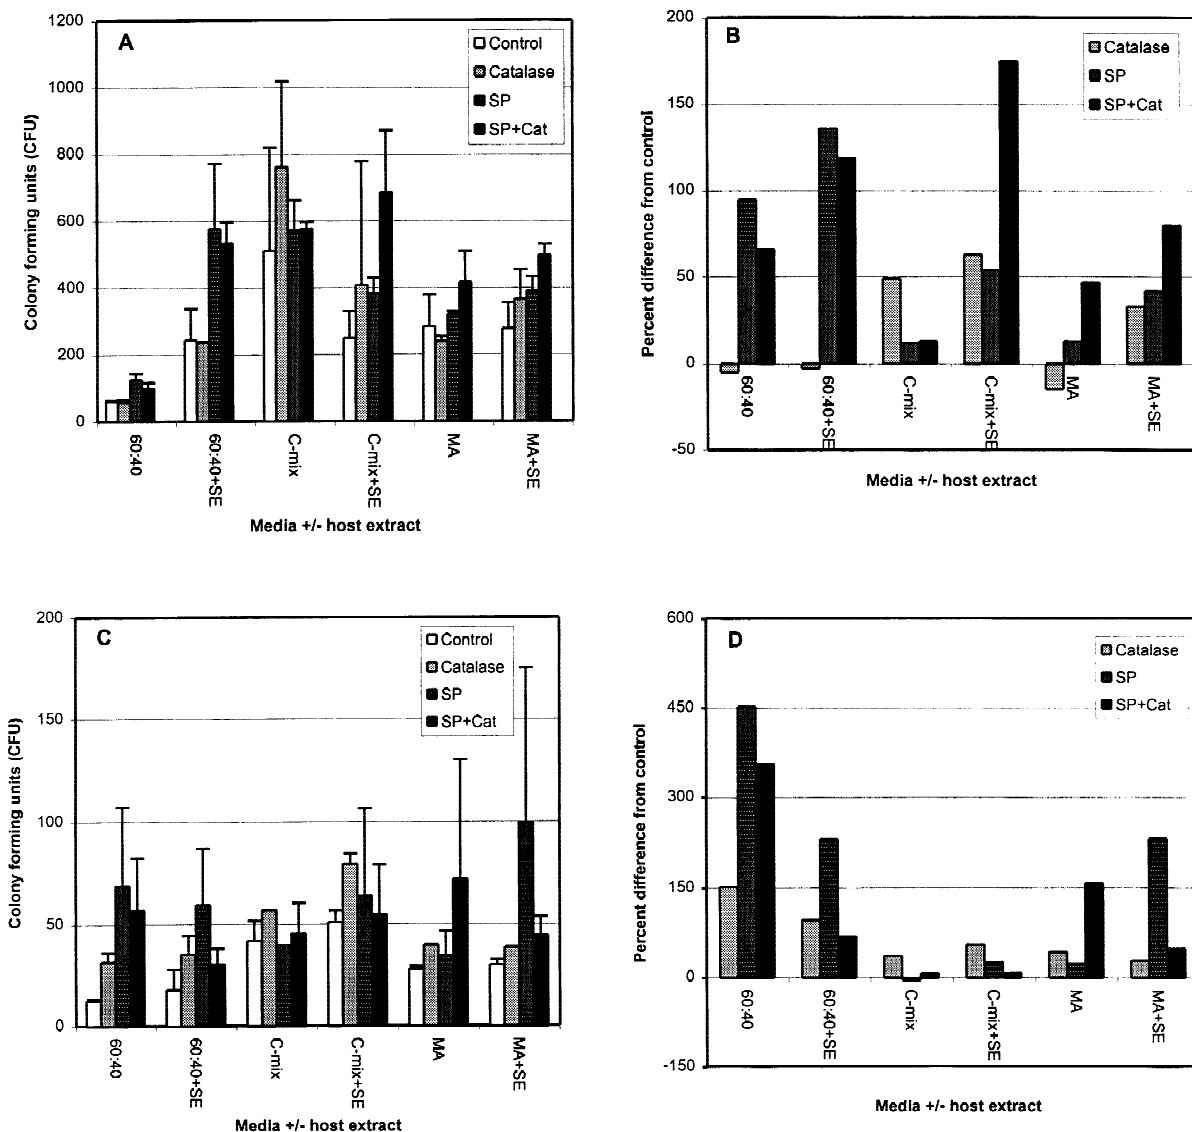 A
1200
1000
800
600
400
200
0
Colony forming units (CFU)
Control
Catalase
SP
SP+Cat
60:40
60:40+SE
C-mix
C-mix+SE
MA
MA+SE
Media +/- host extract
B
200
150
100
50
0
-50
Percent difference from control
Catalase
SP
SP+Cat
60:40
60:40+SE
C-mix
C-mix+SE
MA
MA+SE
Media +/- host extract
C
200
150
100
50
0
Colony forming units (CFU)
Control
Catalase
SP
SP+Cat
60:40
60:40+SE
C-mix
C-mix+SE
MA
MA+SE
Media +/- host extract
D
600
450
300
150
0
-150
Percent difference from control
Catalase
SP
SP+Cat
60:40
60:40+SE
C-mix
C-mix+SE
MA
MA+SE
Media +/- host extract